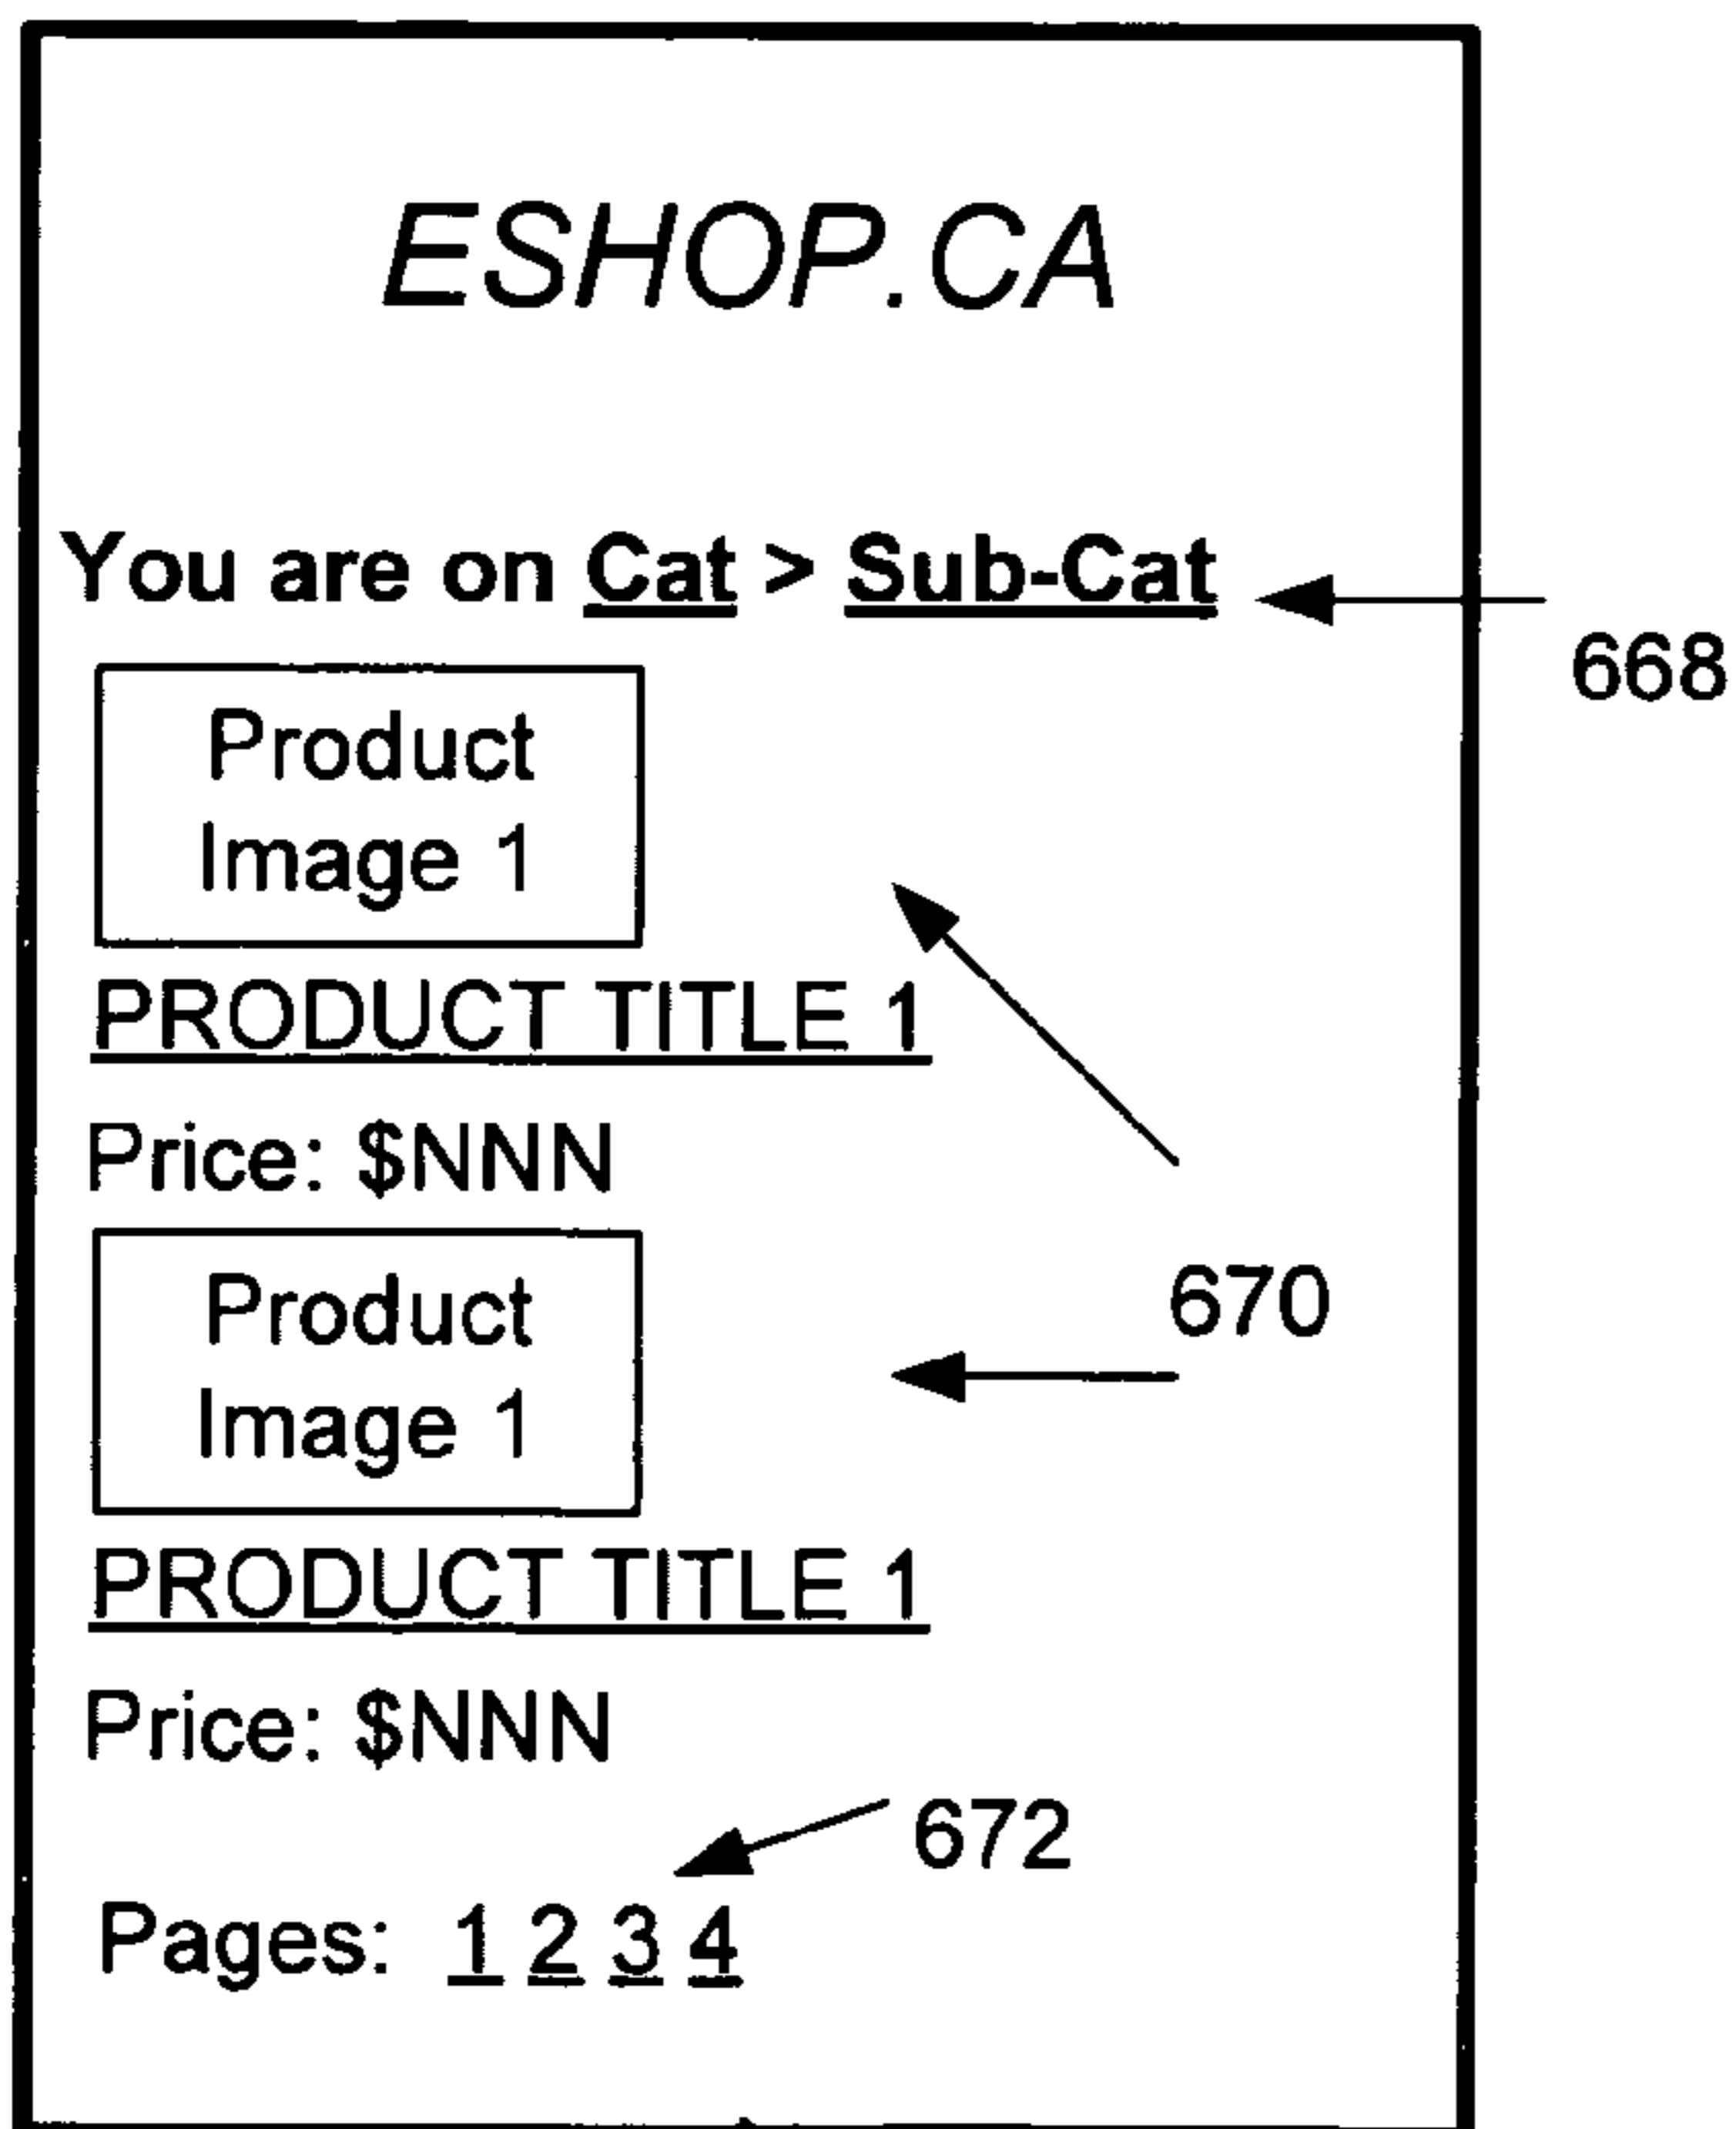 ESHOP.CA
You are on Cat > Sub-Cat
668
Product
Image 1
PRODUCT TITLE 1
Price: $NNN
Product
Image 1
670
PRODUCT TITLE 1
Price: $NNN
672
Pages: 1 2 3 4